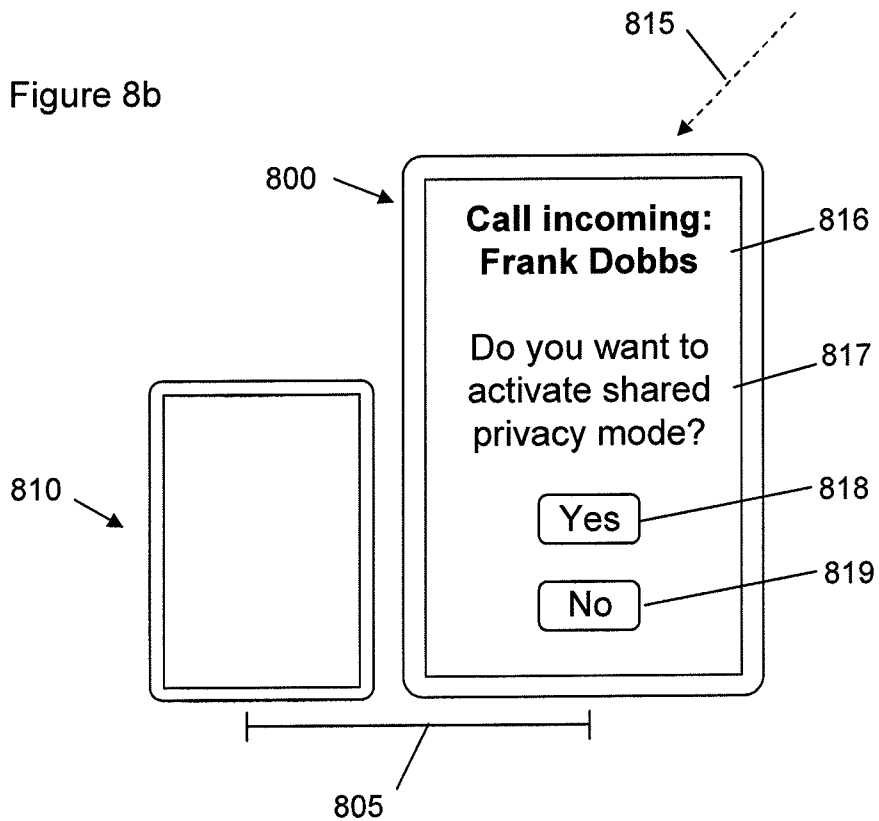 815
Figure 8b
800
Call incoming:
Frank Dobbs
816
Do you want to
activate shared
privacy mode?
817
810
Yes
818
No
819
805